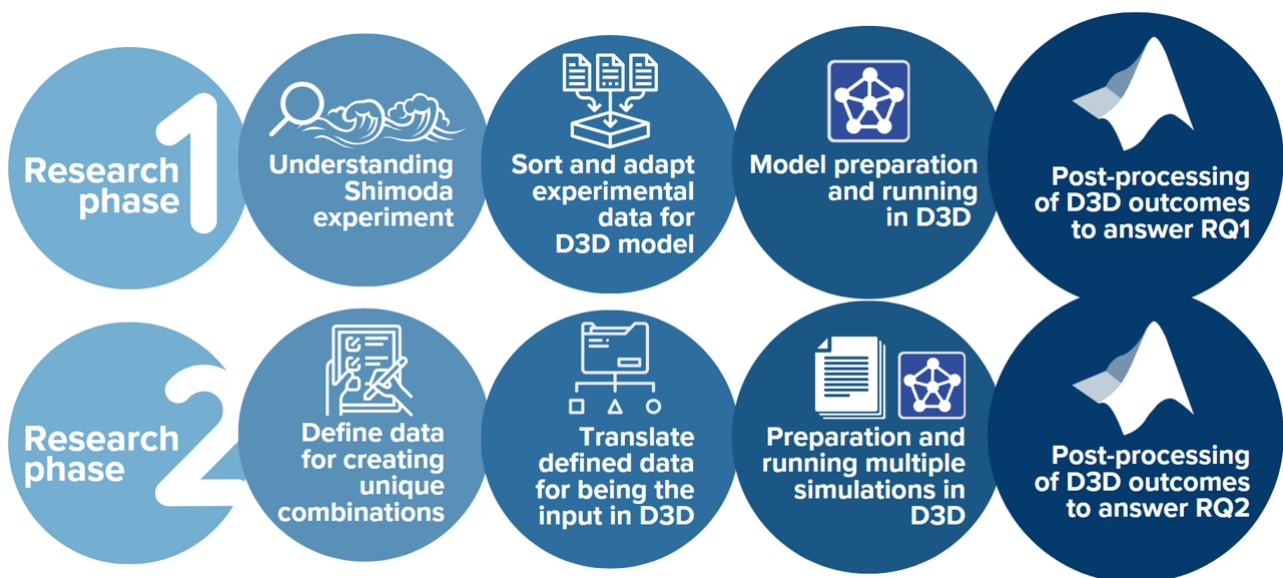 Research
phase 1
Understanding
Shimoda
experiment
Sort and adapt
experimental
data for
D3D model
Model preparation
and running
in D3D
Post-processing
of D3D outcomes
to answer RQ1
Research
phase 2
Define data
for creating
unique
combinations
Translate
defined data
for being the
input in D3D
Preparation and
running multiple
simulations in
D3D
Post-processing
of D3D outcomes
to answer RQ2